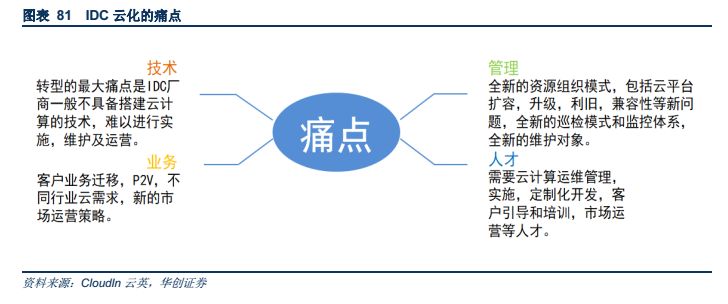 图表 81 IDC 云化的痛点
技术
转型的最大痛点是IDC厂
商一般不具备搭建云计
算的技术，难以进行实
施，维护及运营。
业务
客户业务迁移，P2V，不
同行业云需求，新的市
场运营策略。
痛点
管理
全新的资源组织模式，包括云平台
扩容，升级，利旧，兼容性等新问
题，全新的巡检模式和监控体系，
全新的维护对象。
人才
需要云计算运维管理，
实施，定制化开发，客
户引导和培训，市场运
营等人才。
资料来源：CloudIn 云英，华创证券